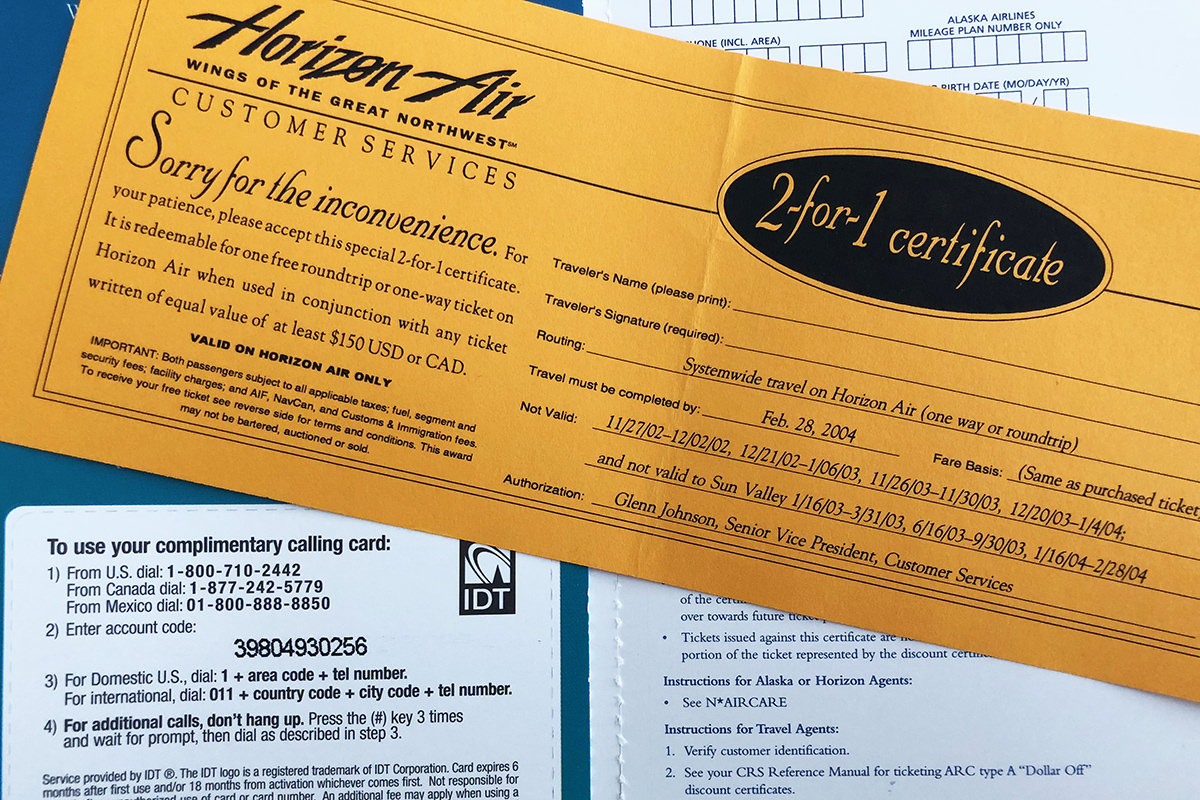 ALASKA AIRLINES
MILEAGE PLAN NUMBER ONLY
(INCL. AREA)
BIRTH DATE (MO/DAY/YR)
Horizon Air
WINGS OF THE GREAT NORTHWEST℠
CUSTOMER SERVICES
Sorry for the inconvenience. For
your patience, please accept this special 2-for-1 certificate.
It is redeemable for one free roundtrip or one-way ticket on
Horizon Air when used in conjunction with any ticket
written of equal value of at least $150 USD or CAD.
VALID ON HORIZON AIR ONLY
IMPORTANT: Both passengers subject to all applicable taxes; fuel, segment and
security fees; facility charges; and AIF, NavCan, and Customs & Immigration fees.
To receive your free ticket see reverse side for terms and conditions. This award
may not be bartered, auctioned or sold.
2-for-1 certificate
Traveler's Name (please print):
Traveler's Signature (required):
Routing: Systemwide travel on Horizon Air (one way or roundtrip)
Travel must be completed by: Feb. 28, 2004 Fare Basis: (Same as purchased ticket
Not Valid: 11/27/02–12/02/02, 12/21/02–1/06/03, 11/26/03–11/30/03, 12/20/03–1/4/04;
and not valid to Sun Valley 1/16/03–3/31/03, 6/16/03–9/30/03, 1/16/04–2/28/04
Authorization: Glenn Johnson, Senior Vice President, Customer Services
To use your complimentary calling card:
IDT
1) From U.S. dial: 1-800-710-2442
From Canada dial: 1-877-242-5779
From Mexico dial: 01-800-888-8850
2) Enter account code:
39804930256
3) For Domestic U.S., dial: 1 + area code + tel number.
For international, dial: 011 + country code + city code + tel number.
4) For additional calls, don't hang up. Press the (#) key 3 times
and wait for prompt, then dial as described in step 3.
Service provided by IDT ®. The IDT logo is a registered trademark of IDT Corporation. Card expires 6
months after first use and/or 18 months from activation whichever comes first. Not responsible for
use of card or card number. An additional fee may apply when using a
of the
over towards future
• Tickets issued against this certificate are
portion of the ticket represented by the discount
Instructions for Alaska or Horizon Agents:
• See N*AIRCARE
Instructions for Travel Agents:
1. Verify customer identification.
2. See your CRS Reference Manual for ticketing ARC type A “Dollar Off”
discount certificates.